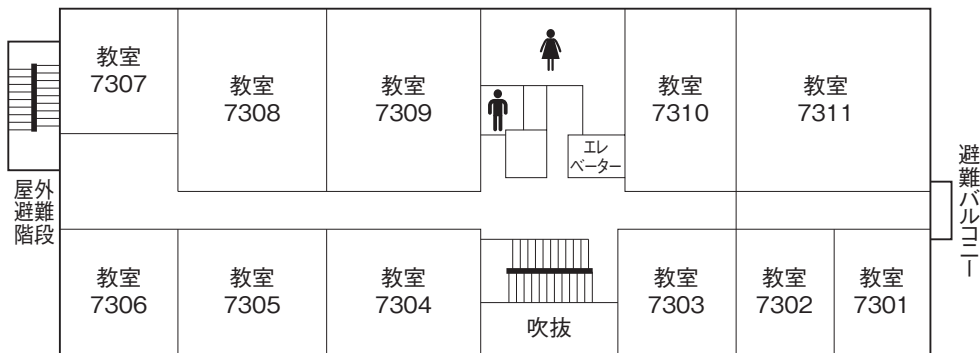 教室
7307
教室
7308
教室
7309
教室
7310
教室
7311
エレ
ベーター
屋外
避難
階段
避難バルコニー
教室
7306
教室
7305
教室
7304
吹抜
教室
7303
教室
7302
教室
7301